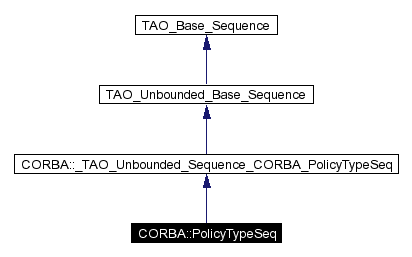 TAO_Base_Sequence
TAO_Unbounded_Base_Sequence
CORBA::_TAO_Unbounded_Sequence_CORBA_PolicyTypeSeq
CORBA::PolicyTypeSeq